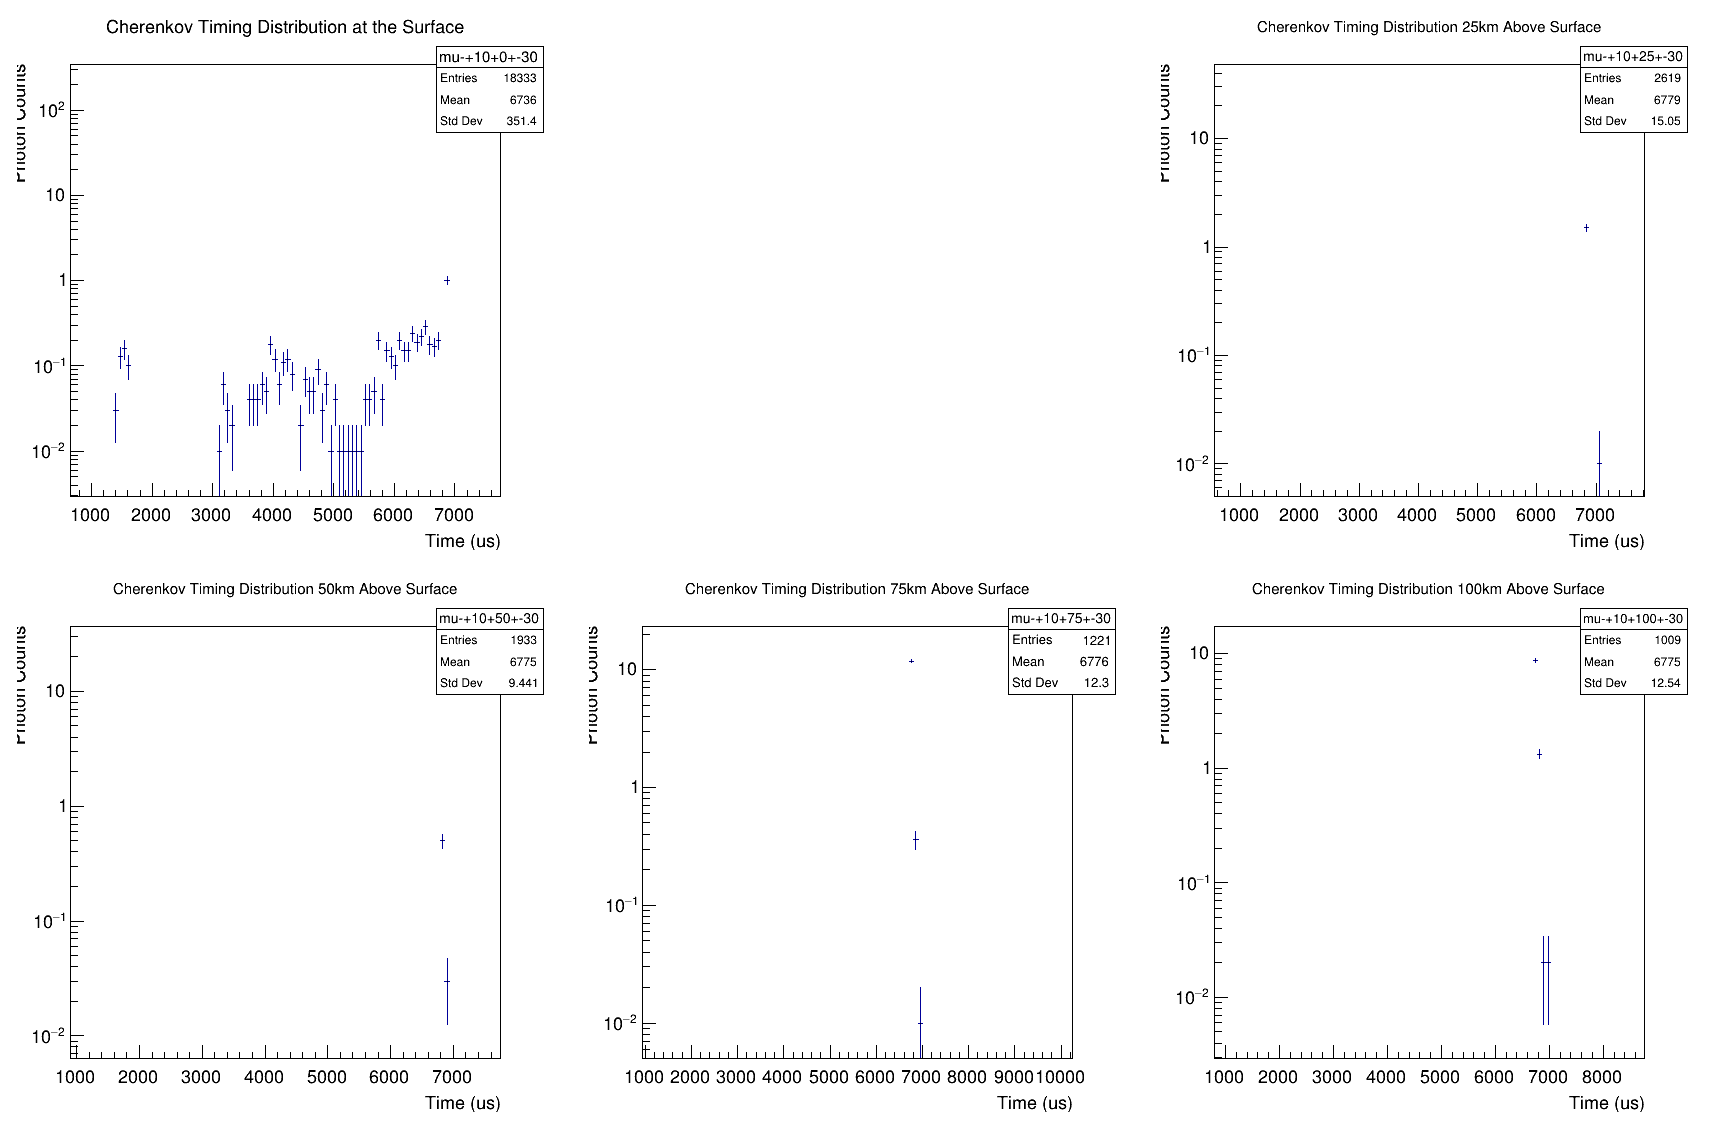 Cherenkov Timing Distribution at the Surface
mu-+10+0+-30
Entries 18333
Mean 6736
Std Dev 351.4
Photon Counts
10²
10
1
10⁻¹
10⁻²
1000 2000 3000 4000 5000 6000 7000
Time (us)
Cherenkov Timing Distribution 25km Above Surface
mu-+10+25+-30
Entries 2619
Mean 6779
Std Dev 15.05
Photon Counts
10
1
10⁻¹
10⁻²
1000 2000 3000 4000 5000 6000 7000
Time (us)
Cherenkov Timing Distribution 50km Above Surface
mu-+10+50+-30
Entries 1933
Mean 6775
Std Dev 9.441
Photon Counts
10
1
10⁻¹
10⁻²
1000 2000 3000 4000 5000 6000 7000
Time (us)
Cherenkov Timing Distribution 75km Above Surface
mu-+10+75+-30
Entries 1221
Mean 6776
Std Dev 12.3
Photon Counts
10
1
10⁻¹
10⁻²
1000 2000 3000 4000 5000 6000 7000 8000 9000 10000
Time (us)
Cherenkov Timing Distribution 100km Above Surface
mu-+10+100+-30
Entries 1009
Mean 6775
Std Dev 12.54
Photon Counts
10
1
10⁻¹
10⁻²
1000 2000 3000 4000 5000 6000 7000 8000
Time (us)